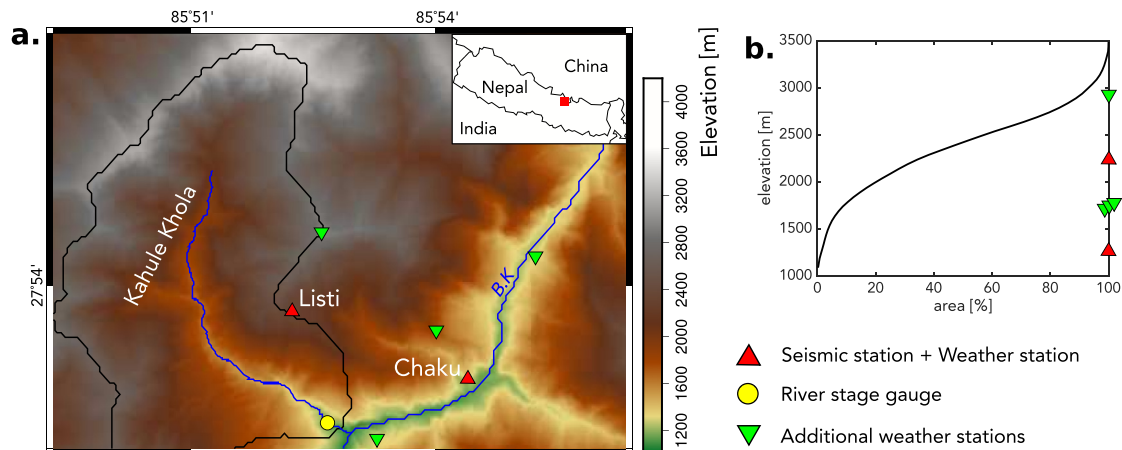 a.
85°51'
85°54'
27°54'
Kahule Khola
Listi
Chaku
B.K
China
Nepal
India
Elevation [m]
4000
3600
3200
2800
2400
2000
1600
1200
b.
3500
3000
2500
2000
1500
1000
elevation [m]
0
20
40
60
80
100
area [%]
Seismic station + Weather station
River stage gauge
Additional weather stations